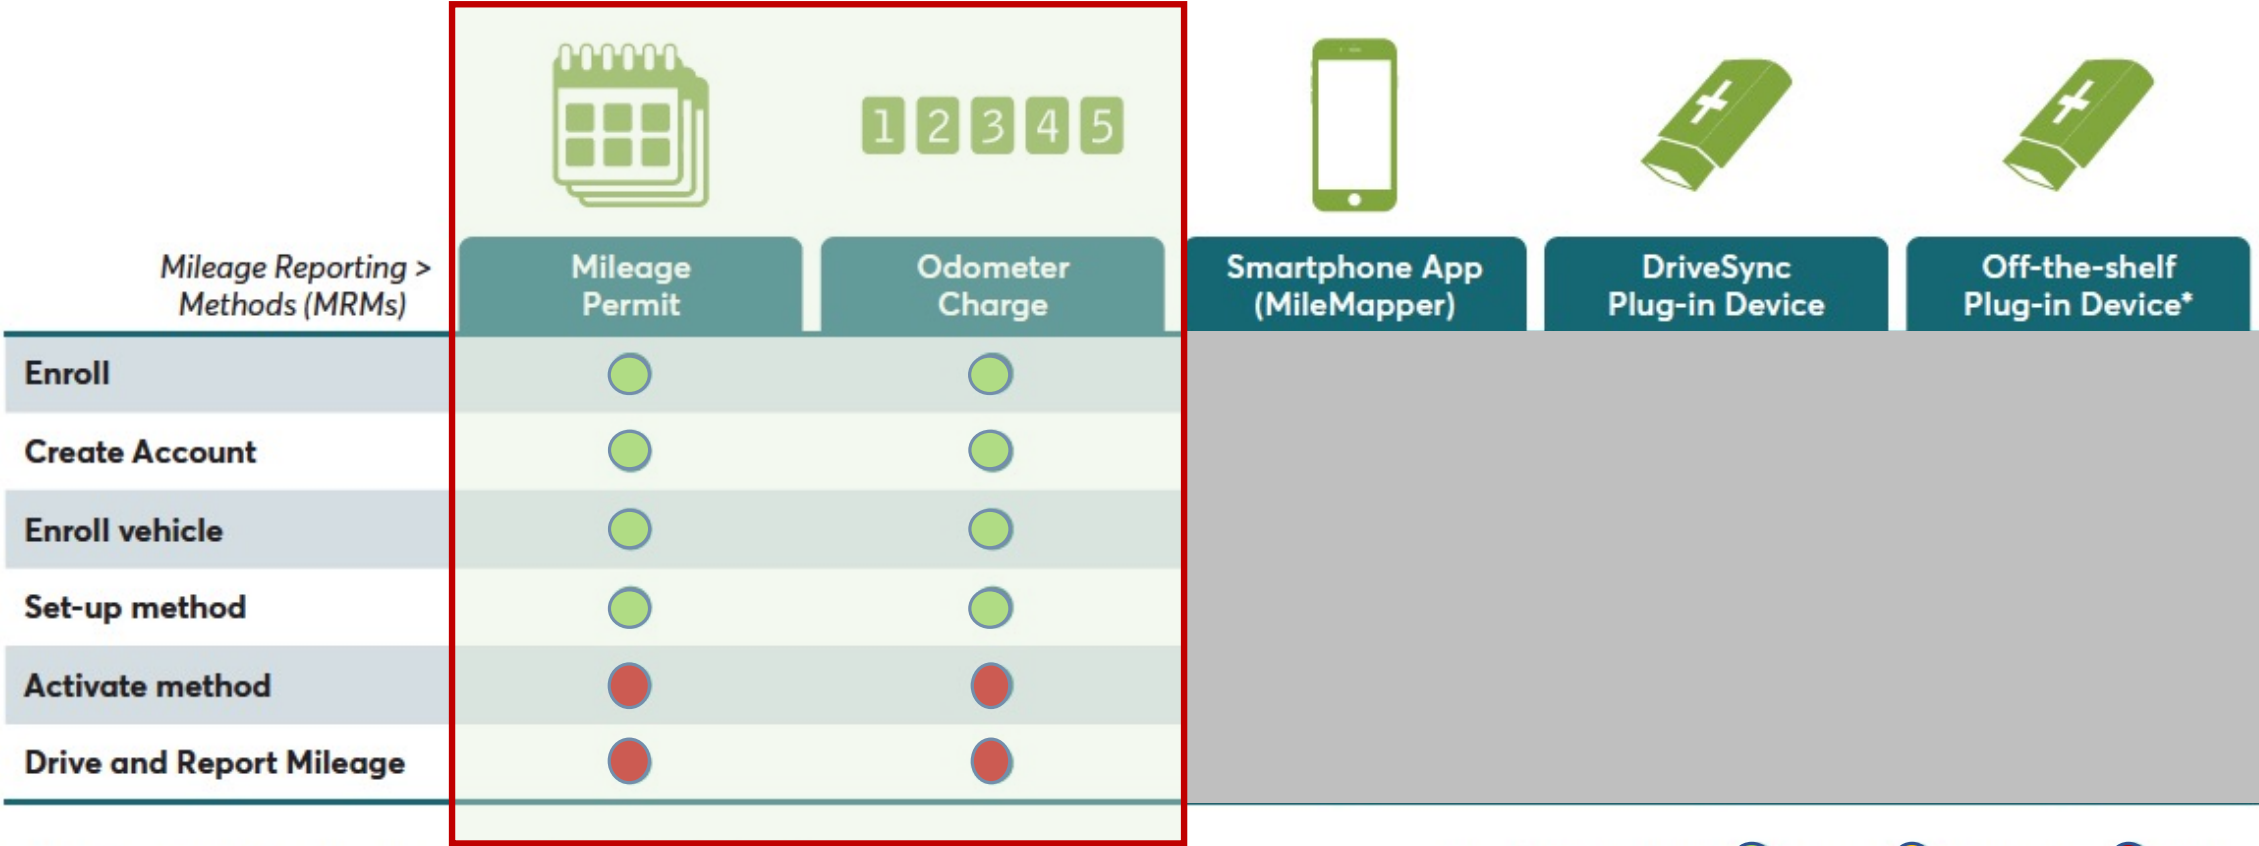 1 2 3 4 5
Mileage Reporting >
Methods (MRMs)
Mileage
Permit
Odometer
Charge
Smartphone App
(MileMapper)
DriveSync
Plug-in Device
Off-the-shelf
Plug-in Device*
Enroll
Create Account
Enroll vehicle
Set-up method
Activate method
Drive and Report Mileage